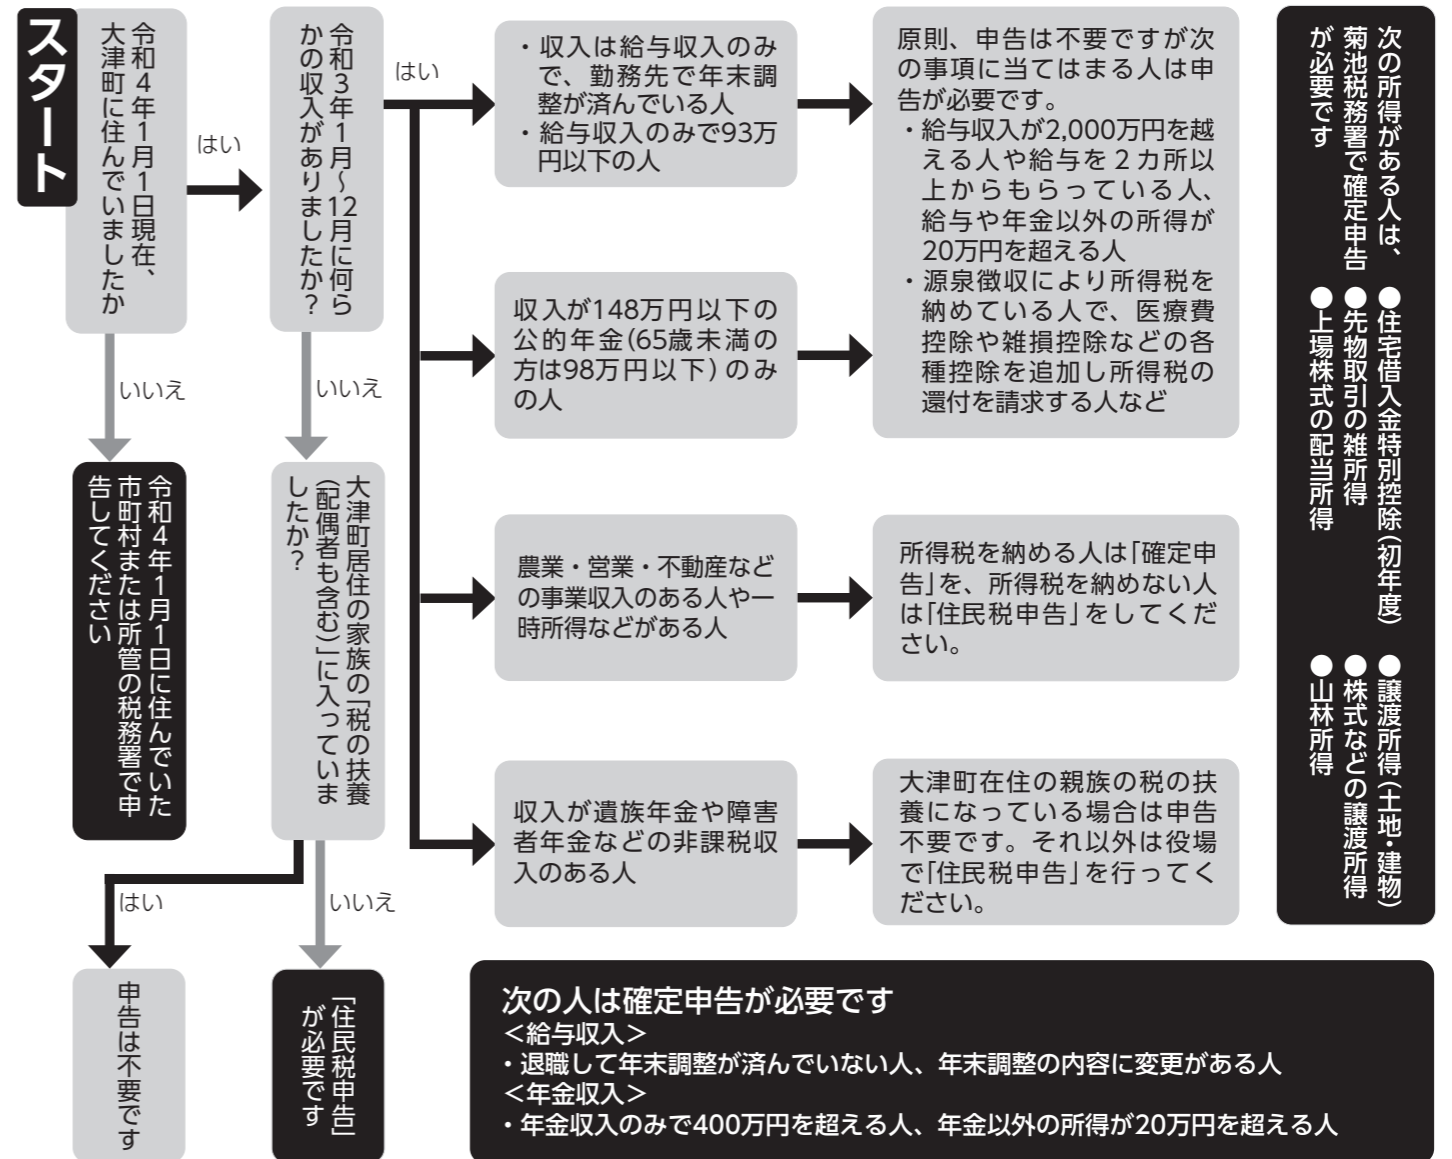 スタート
令和４年１月１日現在、
大津町に住んでいましたか
はい
いいえ
令和４年１月１日に住んでいた
市町村または所管の税務署で申
告してください
令和３年１月～12月に何ら
かの収入がありましたか？
はい
いいえ
大津町居住の家族の「税の扶養
（配偶者も含む）」に入っていま
したか？
はい
いいえ
申告は不要です
「住民税申告」
が必要です
・収入は給与収入のみ
で、勤務先で年末調
整が済んでいる人
・給与収入のみで93万
円以下の人
原則、申告は不要ですが次
の事項に当てはまる人は申
告が必要です。
・給与収入が2,000万円を越
える人や給与を２カ所以
上からもらっている人、
給与や年金以外の所得が
20万円を超える人
・源泉徴収により所得税を
納めている人で、医療費
控除や雑損控除などの各
種控除を追加し所得税の
還付を請求する人など
収入が148万円以下の
公的年金（65歳未満の
方は98万円以下）のみ
の人
農業・営業・不動産など
の事業収入のある人や一
時所得などがある人
所得税を納める人は「確定申
告」を、所得税を納めない人
は「住民税申告」をしてくだ
さい。
収入が遺族年金や障害
者年金などの非課税収
入のある人
大津町在住の親族の税の扶
養になっている場合は申告
不要です。それ以外は役場
で「住民税申告」を行ってく
ださい。
次の所得がある人は、
菊池税務署で確定申告
が必要です
●住宅借入金特別控除（初年度）
●先物取引の雑所得
●上場株式の配当所得
●譲渡所得（土地・建物）
●株式などの譲渡所得
●山林所得
次の人は確定申告が必要です
＜給与収入＞
・退職して年末調整が済んでいない人、年末調整の内容に変更がある人
＜年金収入＞
・年金収入のみで400万円を超える人、年金以外の所得が20万円を超える人